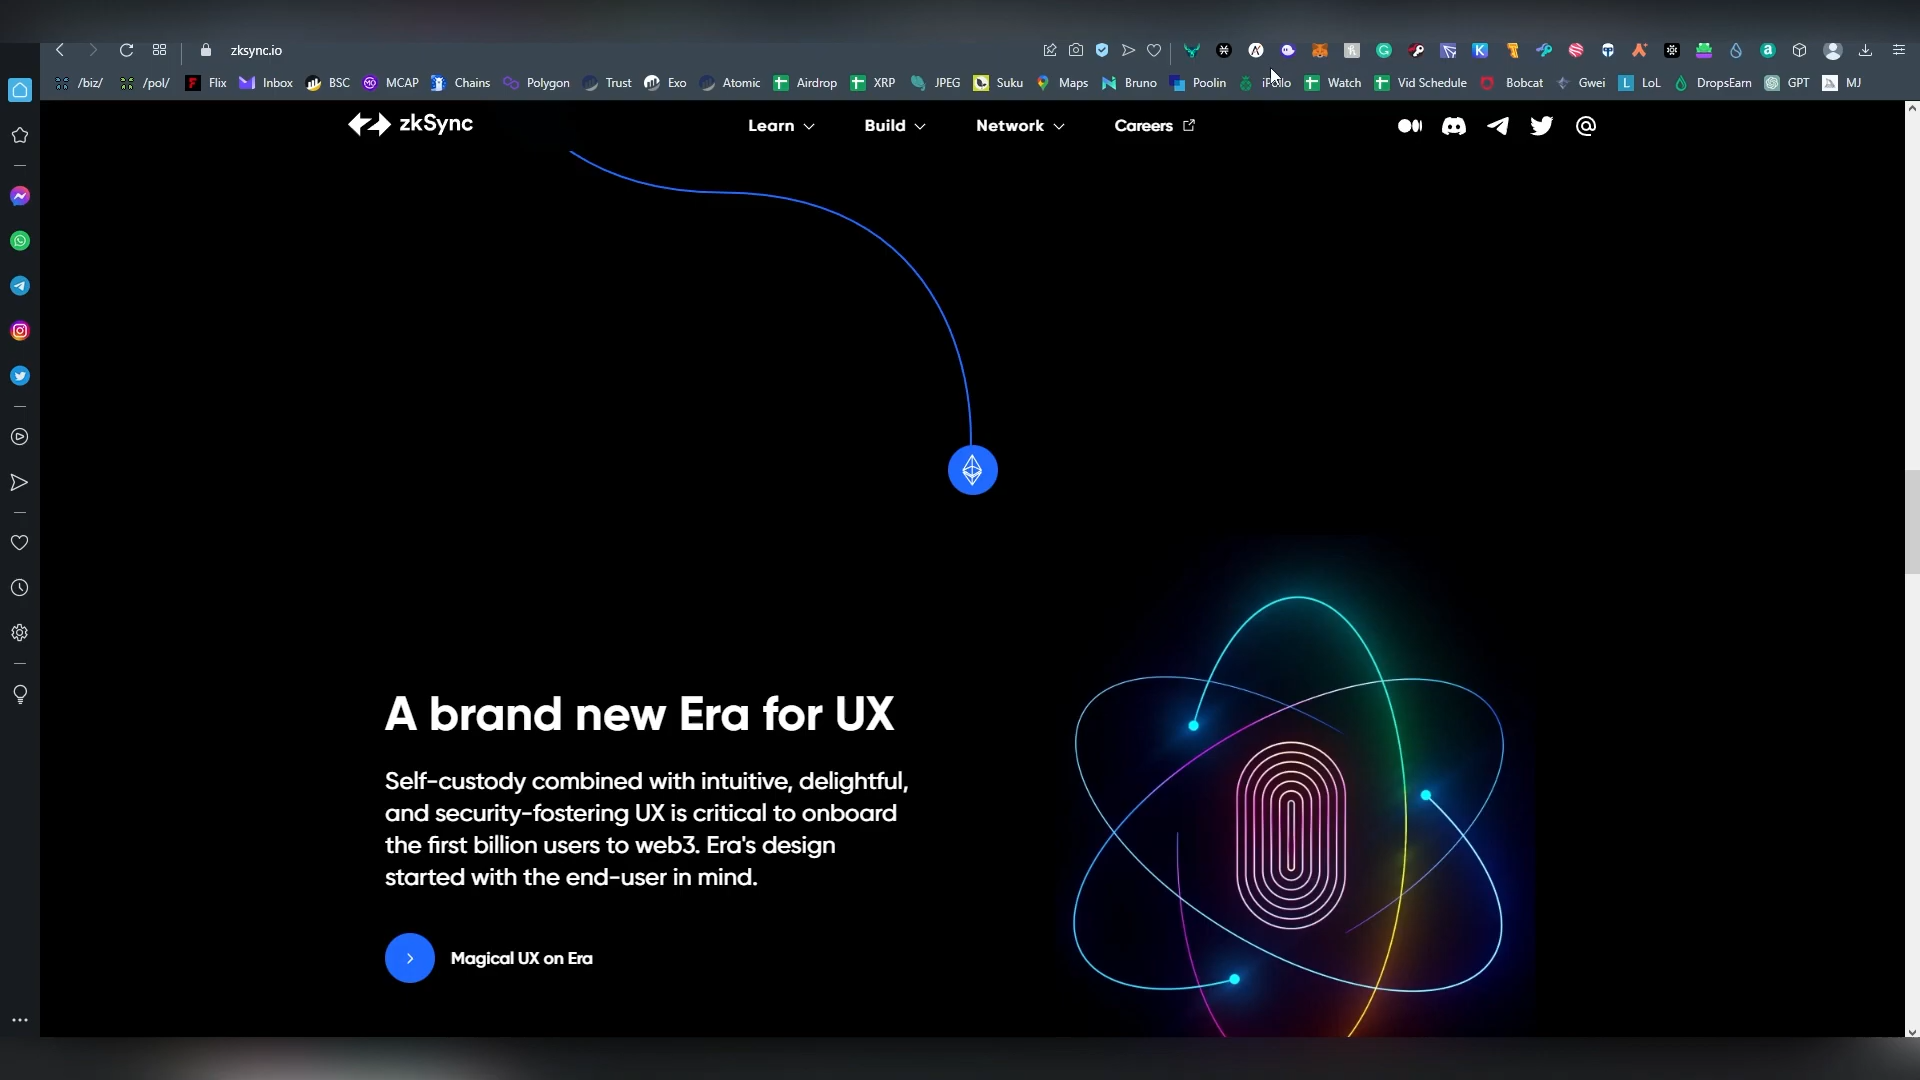 zksync.io
/biz/ /pol/ Flix Inbox BSC MCAP Chains Polygon Trust Exo Atomic Airdrop XRP JPEG Suku Maps Bruno Poolin Watch Vid Schedule Bobcat Gwei LoL DropsEarn GPT MJ
zkSync Learn Build Network Careers
A brand new Era for UX
Self-custody combined with intuitive, delightful,
and security-fostering UX is critical to onboard
the first billion users to web3. Era's design
started with the end-user in mind.
Magical UX on Era